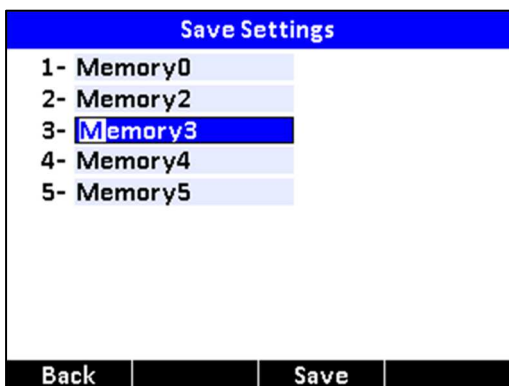 Save Settings
1- Memory0
2- Memory2
3- Memory3
4- Memory4
5- Memory5
Back Save